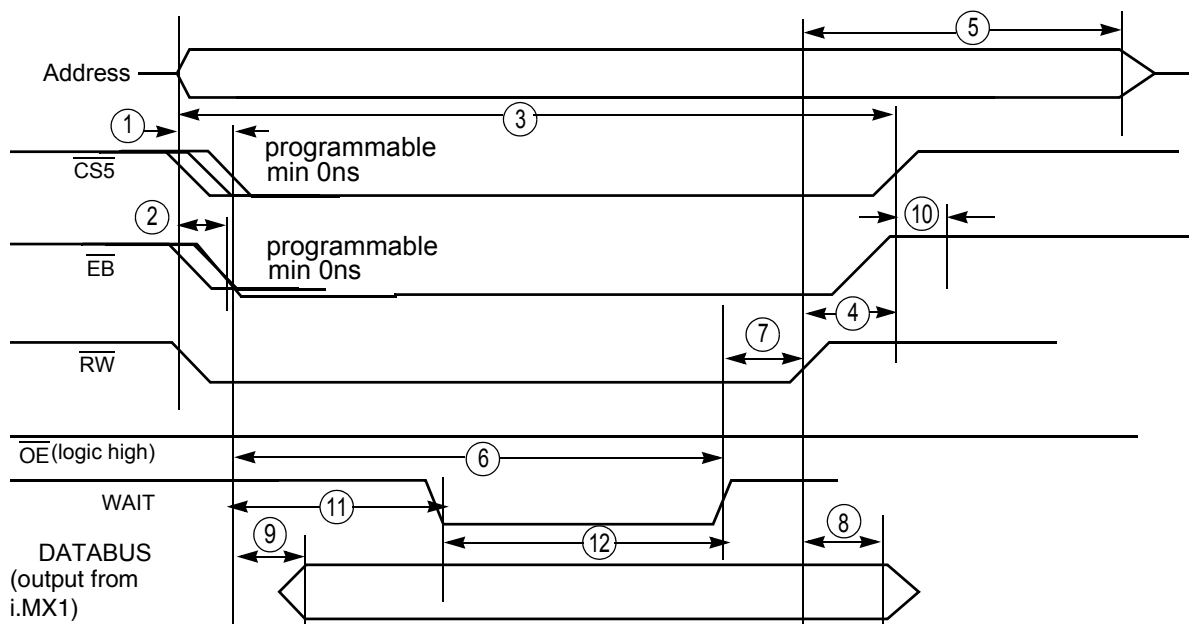 5
Address
1
3
programmable
min 0ns
CS5
2
10
programmable
min 0ns
EB
4
7
RW
OE (logic high)
6
WAIT
11
9
12
8
DATABUS
(output from
i.MX1)